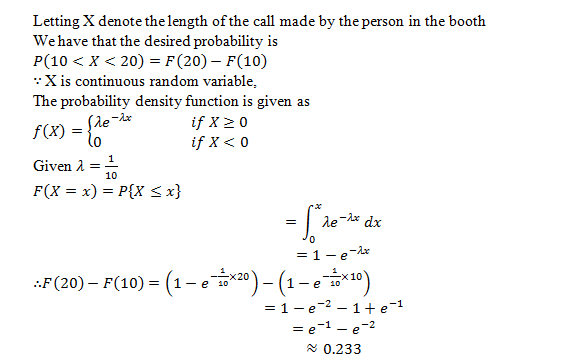 Letting X denote the length of the call made by the person in the booth
We have that the desired probability is
P(10 < X < 20) = F(20) − F(10)
∵ X is continuous random variable,
The probability density function is given as
f(X) = {λe^{−λx} if X ≥ 0
0 if X < 0
Given λ = 1/10
F(X = x) = P{X ≤ x}
= ∫_0^x λe^{−λx} dx
= 1 − e^{−λx}
∴F(20) − F(10) = (1 − e^{−1/10×20}) − (1 − e^{−1/10×10})
= 1 − e^{−2} − 1 + e^{−1}
= e^{−1} − e^{−2}
≈ 0.233